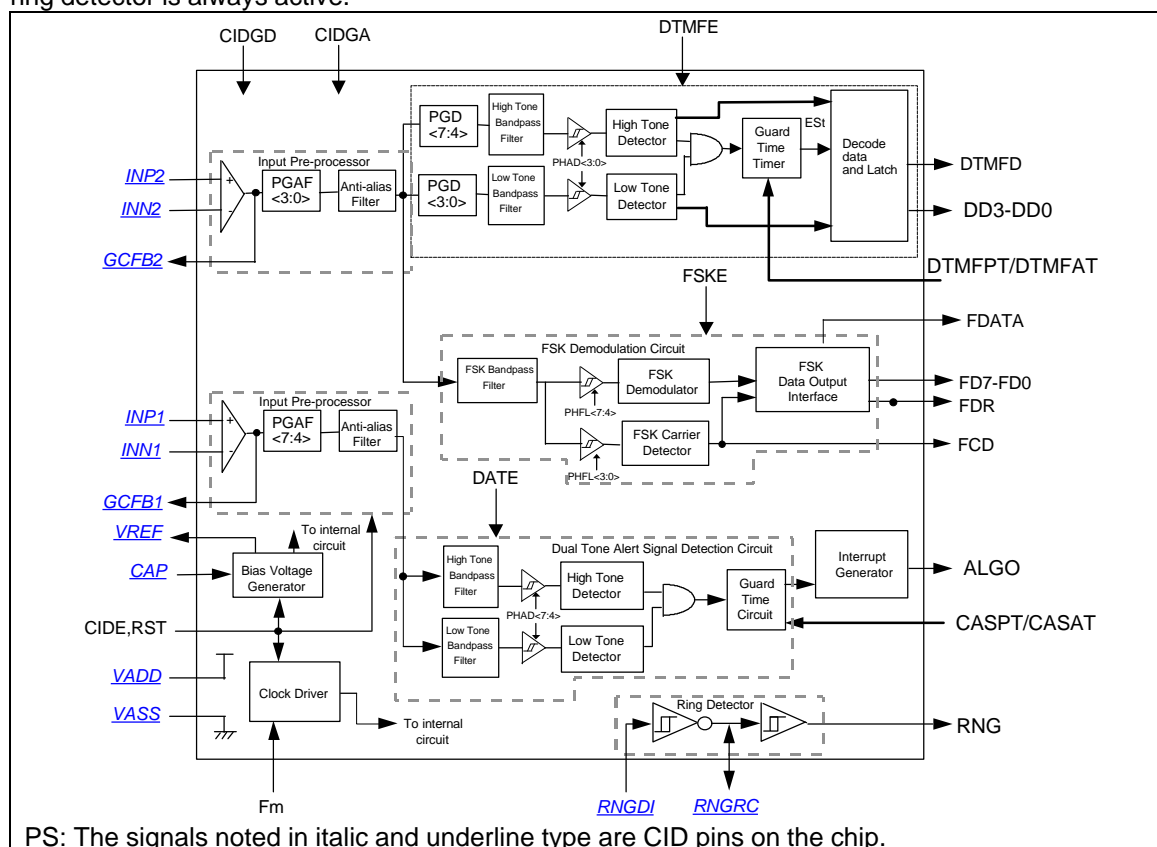 ring detector is always active.
CIDGD
CIDGA
DTMFE
PGD
<7:4>
High Tone
Bandpass
Filter
PHAD<3:0>
High Tone
Detector
Guard
Time
Timer
ESt
Decode
data
and Latch
DTMFD
DD3-DD0
PGD
<3:0>
Low Tone
Bandpass
Filter
Low Tone
Detector
DTMFPT/DTMFAT
Input Pre-processor
INP2
INN2
GCFB2
+
-
PGAF
<3:0>
Anti-alias
Filter
FSKE
FSK Demodulation Circuit
FSK Bandpass
Filter
PHFL<7:4>
FSK
Demodulator
FSK
Data Output
Interface
FDATA
FD7-FD0
FDR
FCD
PHFL<3:0>
FSK Carrier
Detector
Input Pre-processor
INP1
INN1
GCFB1
+
-
PGAF
<7:4>
Anti-alias
Filter
DATE
Dual Tone Alert Signal Detection Circuit
High Tone
Bandpass
Filter
PHAD<7:4>
High Tone
Detector
Guard
Time
Circuit
Interrupt
Generator
ALGO
CASPT/CASAT
Low Tone
Bandpass
Filter
Low Tone
Detector
VREF
CAP
To internal
circuit
Bias Voltage
Generator
CIDE,RST
VADD
VASS
Clock Driver
To internal
circuit
Fm
Ring Detector
RNG
RNGDI
RNGRC
PS: The signals noted in italic and underline type are CID pins on the chip.